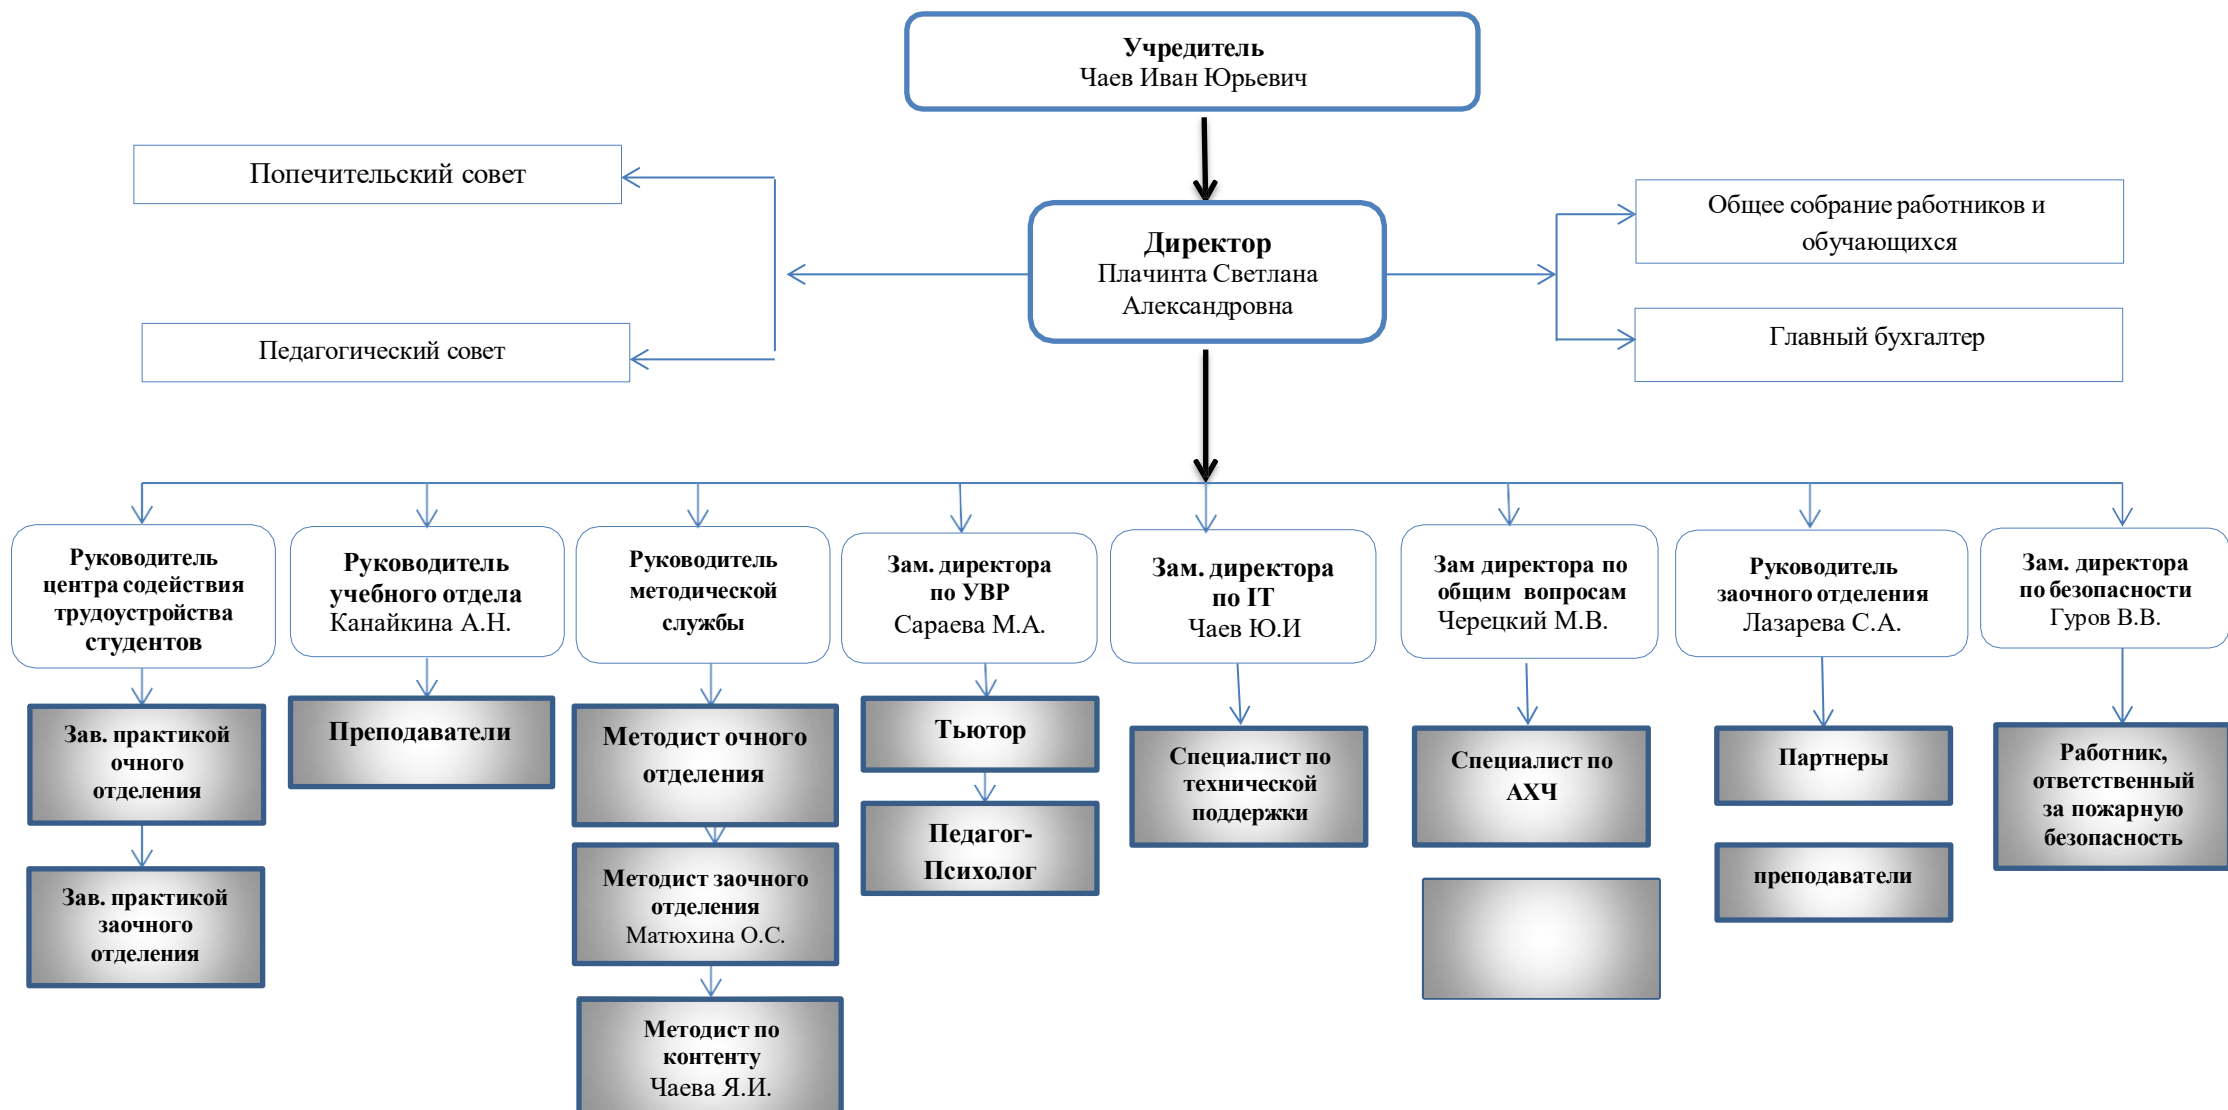 Учредитель
Чаев Иван Юрьевич
Попечительский совет
Общее собрание работников и
обучающихся
Директор
Плачинта Светлана
Александровна
Педагогический совет
Главный бухгалтер
Руководитель
центра содействия
трудоустройства
студентов
Руководитель
учебного отдела
Канайкина А.Н.
Руководитель
методической
службы
Зам. директора
по УВР
Сараева М.А.
Зам. директора
по IT
Чаев Ю.И
Зам директора по
общим вопросам
Черецкий М.В.
Руководитель
заочного отделения
Лазарева С.А.
Зам. директора
по безопасности
Гуров В.В.
Зав. практикой
очного
отделения
Преподаватели
Методист очного
отделения
Тьютор
Специалист по
технической
поддержки
Специалист по
АХЧ
Партнеры
Работник,
ответственный
за пожарную
безопасность
Зав. практикой
заочного
отделения
Методист заочного
отделения
Матюхина О.С.
Педагог-
Психолог
преподаватели
Методист по
контенту
Чаева Я.И.